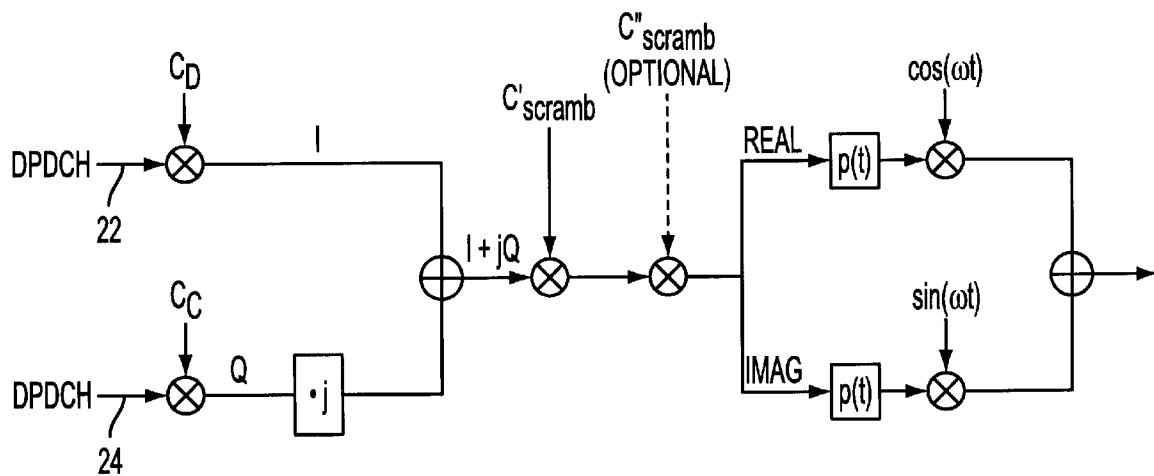 C"scramb
(OPTIONAL)
cos(ωt)
C'scramb
CD
I
REAL
p(t)
DPDCH
22
I + jQ
CC
sin(ωt)
Q
• j
IMAG
p(t)
DPDCH
24